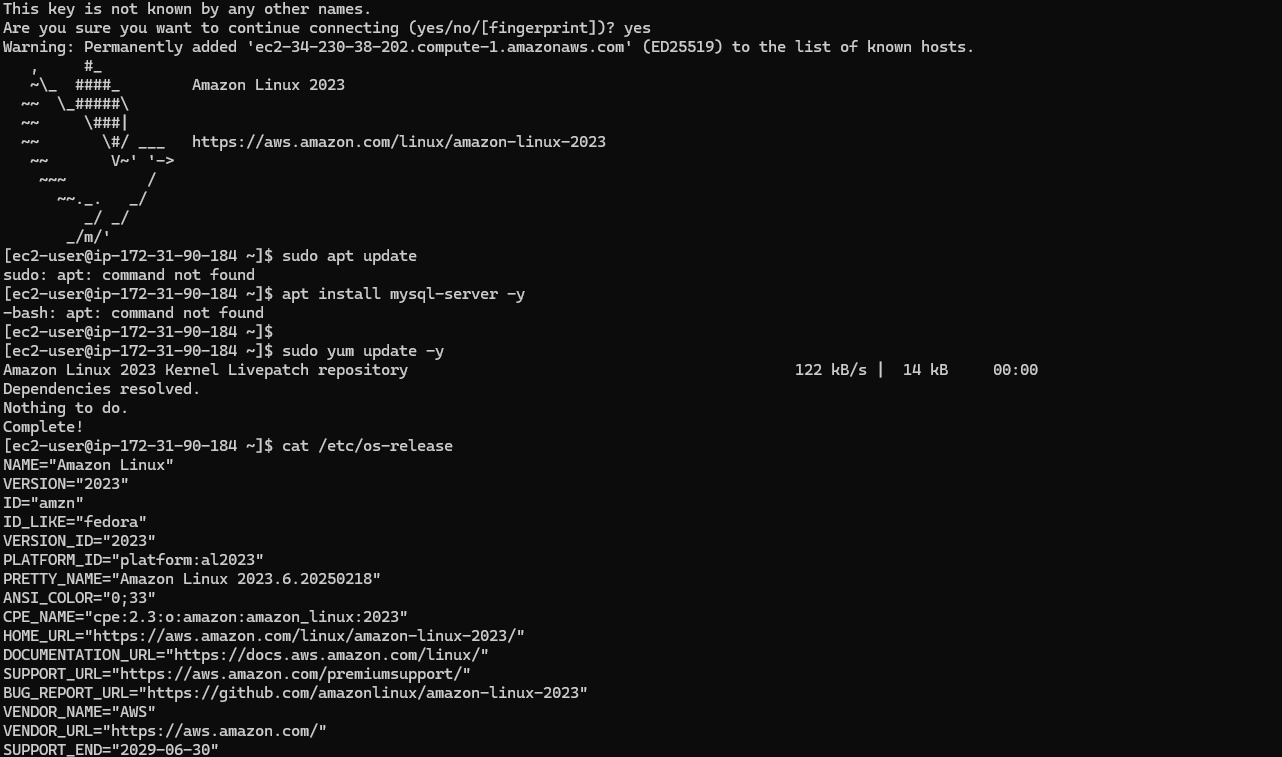 This key is not known by any other names.
Are you sure you want to continue connecting (yes/no/[fingerprint])? yes
Warning: Permanently added 'ec2-34-230-38-202.compute-1.amazonaws.com' (ED25519) to the list of known hosts.
   ,     #_
   ~\_  ####_        Amazon Linux 2023
  ~~  \_#####\
  ~~     \###|
  ~~       \#/ ___   https://aws.amazon.com/linux/amazon-linux-2023
   ~~       V~' '->
    ~~~         /
      ~~._.   _/
         _/ _/
       _/m/'
[ec2-user@ip-172-31-90-184 ~]$ sudo apt update
sudo: apt: command not found
[ec2-user@ip-172-31-90-184 ~]$ apt install mysql-server -y
-bash: apt: command not found
[ec2-user@ip-172-31-90-184 ~]$
[ec2-user@ip-172-31-90-184 ~]$ sudo yum update -y
Amazon Linux 2023 Kernel Livepatch repository                                           122 kB/s |  14 kB     00:00
Dependencies resolved.
Nothing to do.
Complete!
[ec2-user@ip-172-31-90-184 ~]$ cat /etc/os-release
NAME="Amazon Linux"
VERSION="2023"
ID="amzn"
ID_LIKE="fedora"
VERSION_ID="2023"
PLATFORM_ID="platform:al2023"
PRETTY_NAME="Amazon Linux 2023.6.20250218"
ANSI_COLOR="0;33"
CPE_NAME="cpe:2.3:o:amazon:amazon_linux:2023"
HOME_URL="https://aws.amazon.com/linux/amazon-linux-2023/"
DOCUMENTATION_URL="https://docs.aws.amazon.com/linux/"
SUPPORT_URL="https://aws.amazon.com/premiumsupport/"
BUG_REPORT_URL="https://github.com/amazonlinux/amazon-linux-2023"
VENDOR_NAME="AWS"
VENDOR_URL="https://aws.amazon.com/"
SUPPORT_END="2029-06-30"